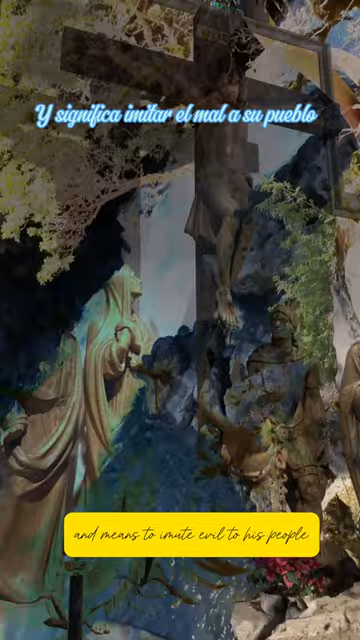 Y significa imitar el mal a su pueblo
and means to imute evil to his people